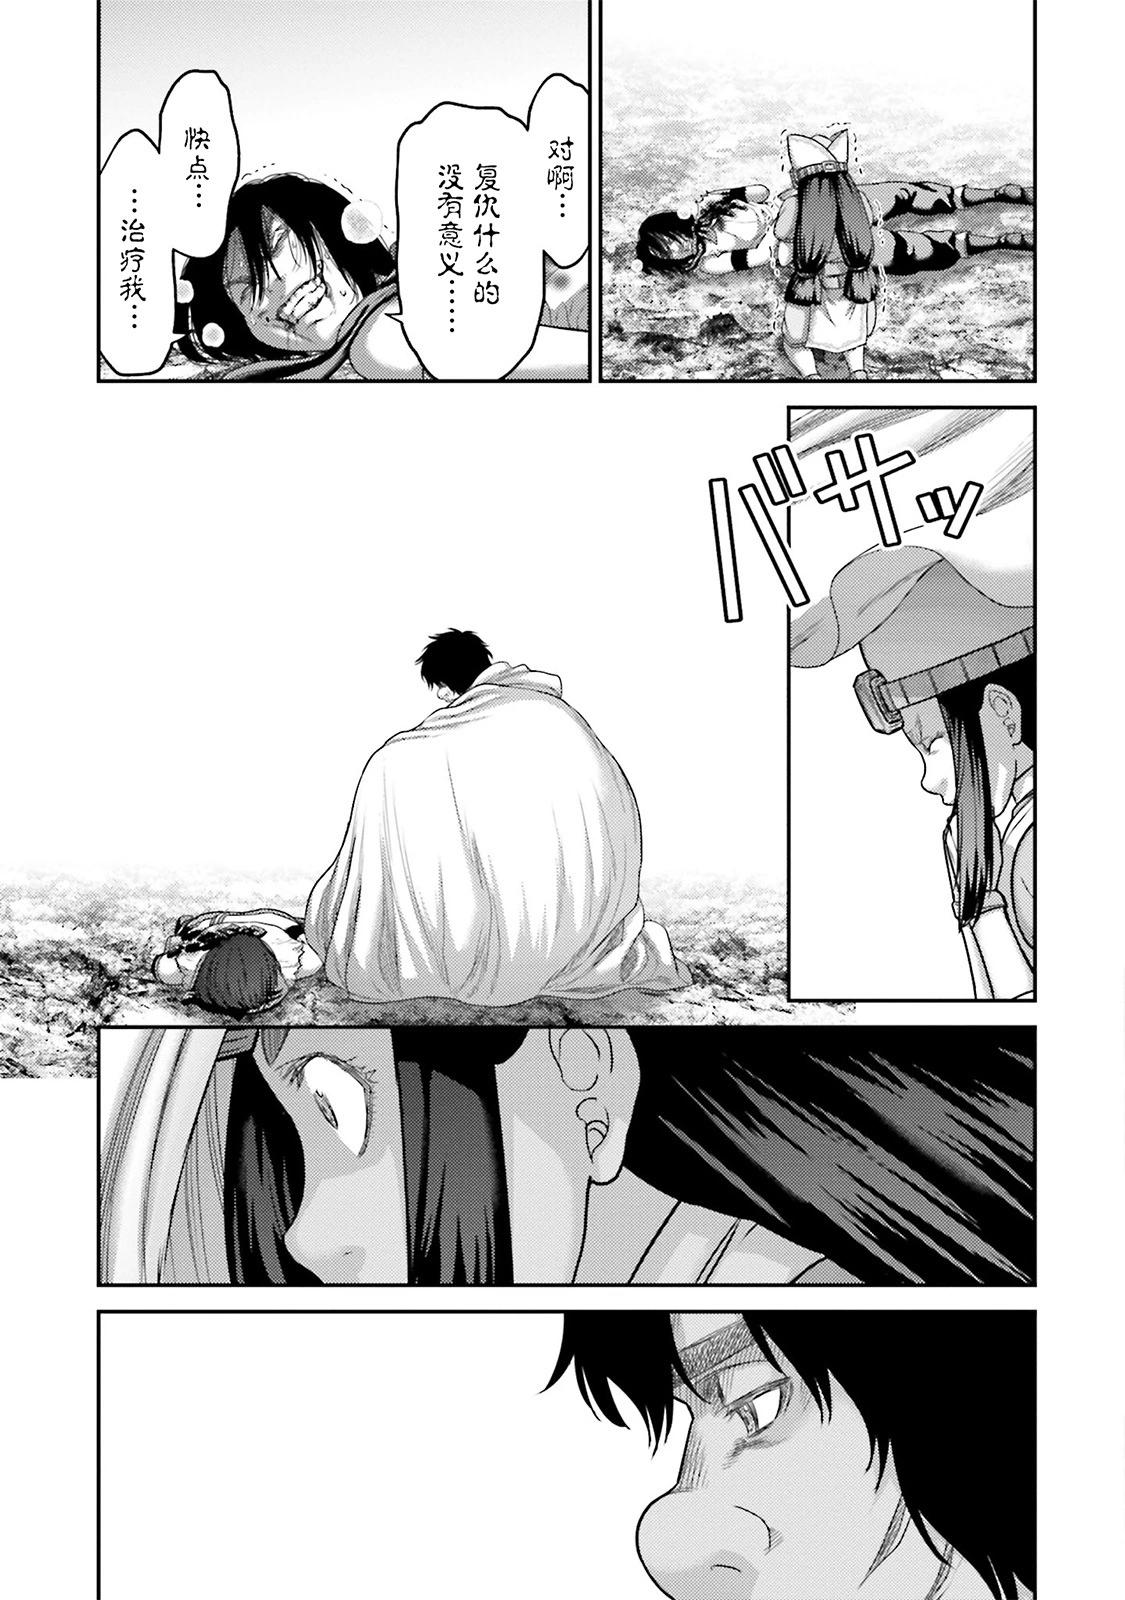 对啊…
复仇什么的
没有意义……
快点…
…治疗我…
バサッ